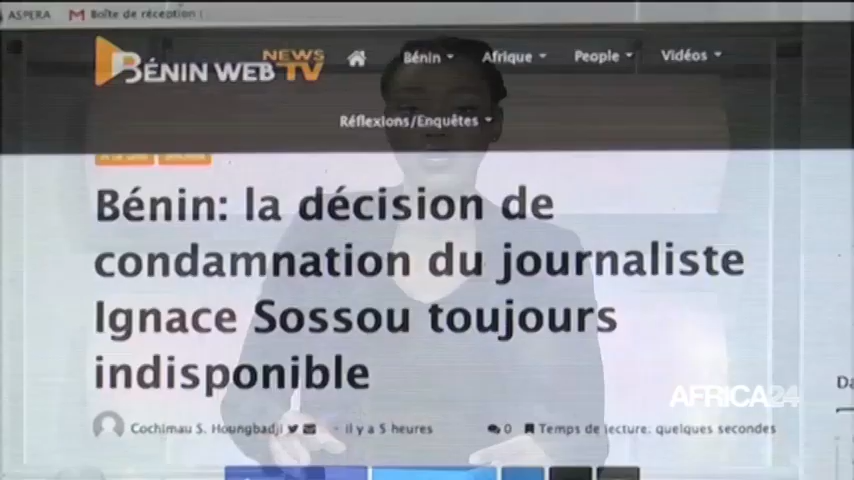 ASPERA Boîte de réception (
BÉNIN WEB NEWS TV
Bénin Afrique People Vidéos
Réflexions/Enquêtes
Bénin: la décision de
condamnation du journaliste
Ignace Sossou toujours
indisponible
AFRICA24
Cochimau S. Houngbadji - il y a 5 heures 0 Temps de lecture: quelques secondes